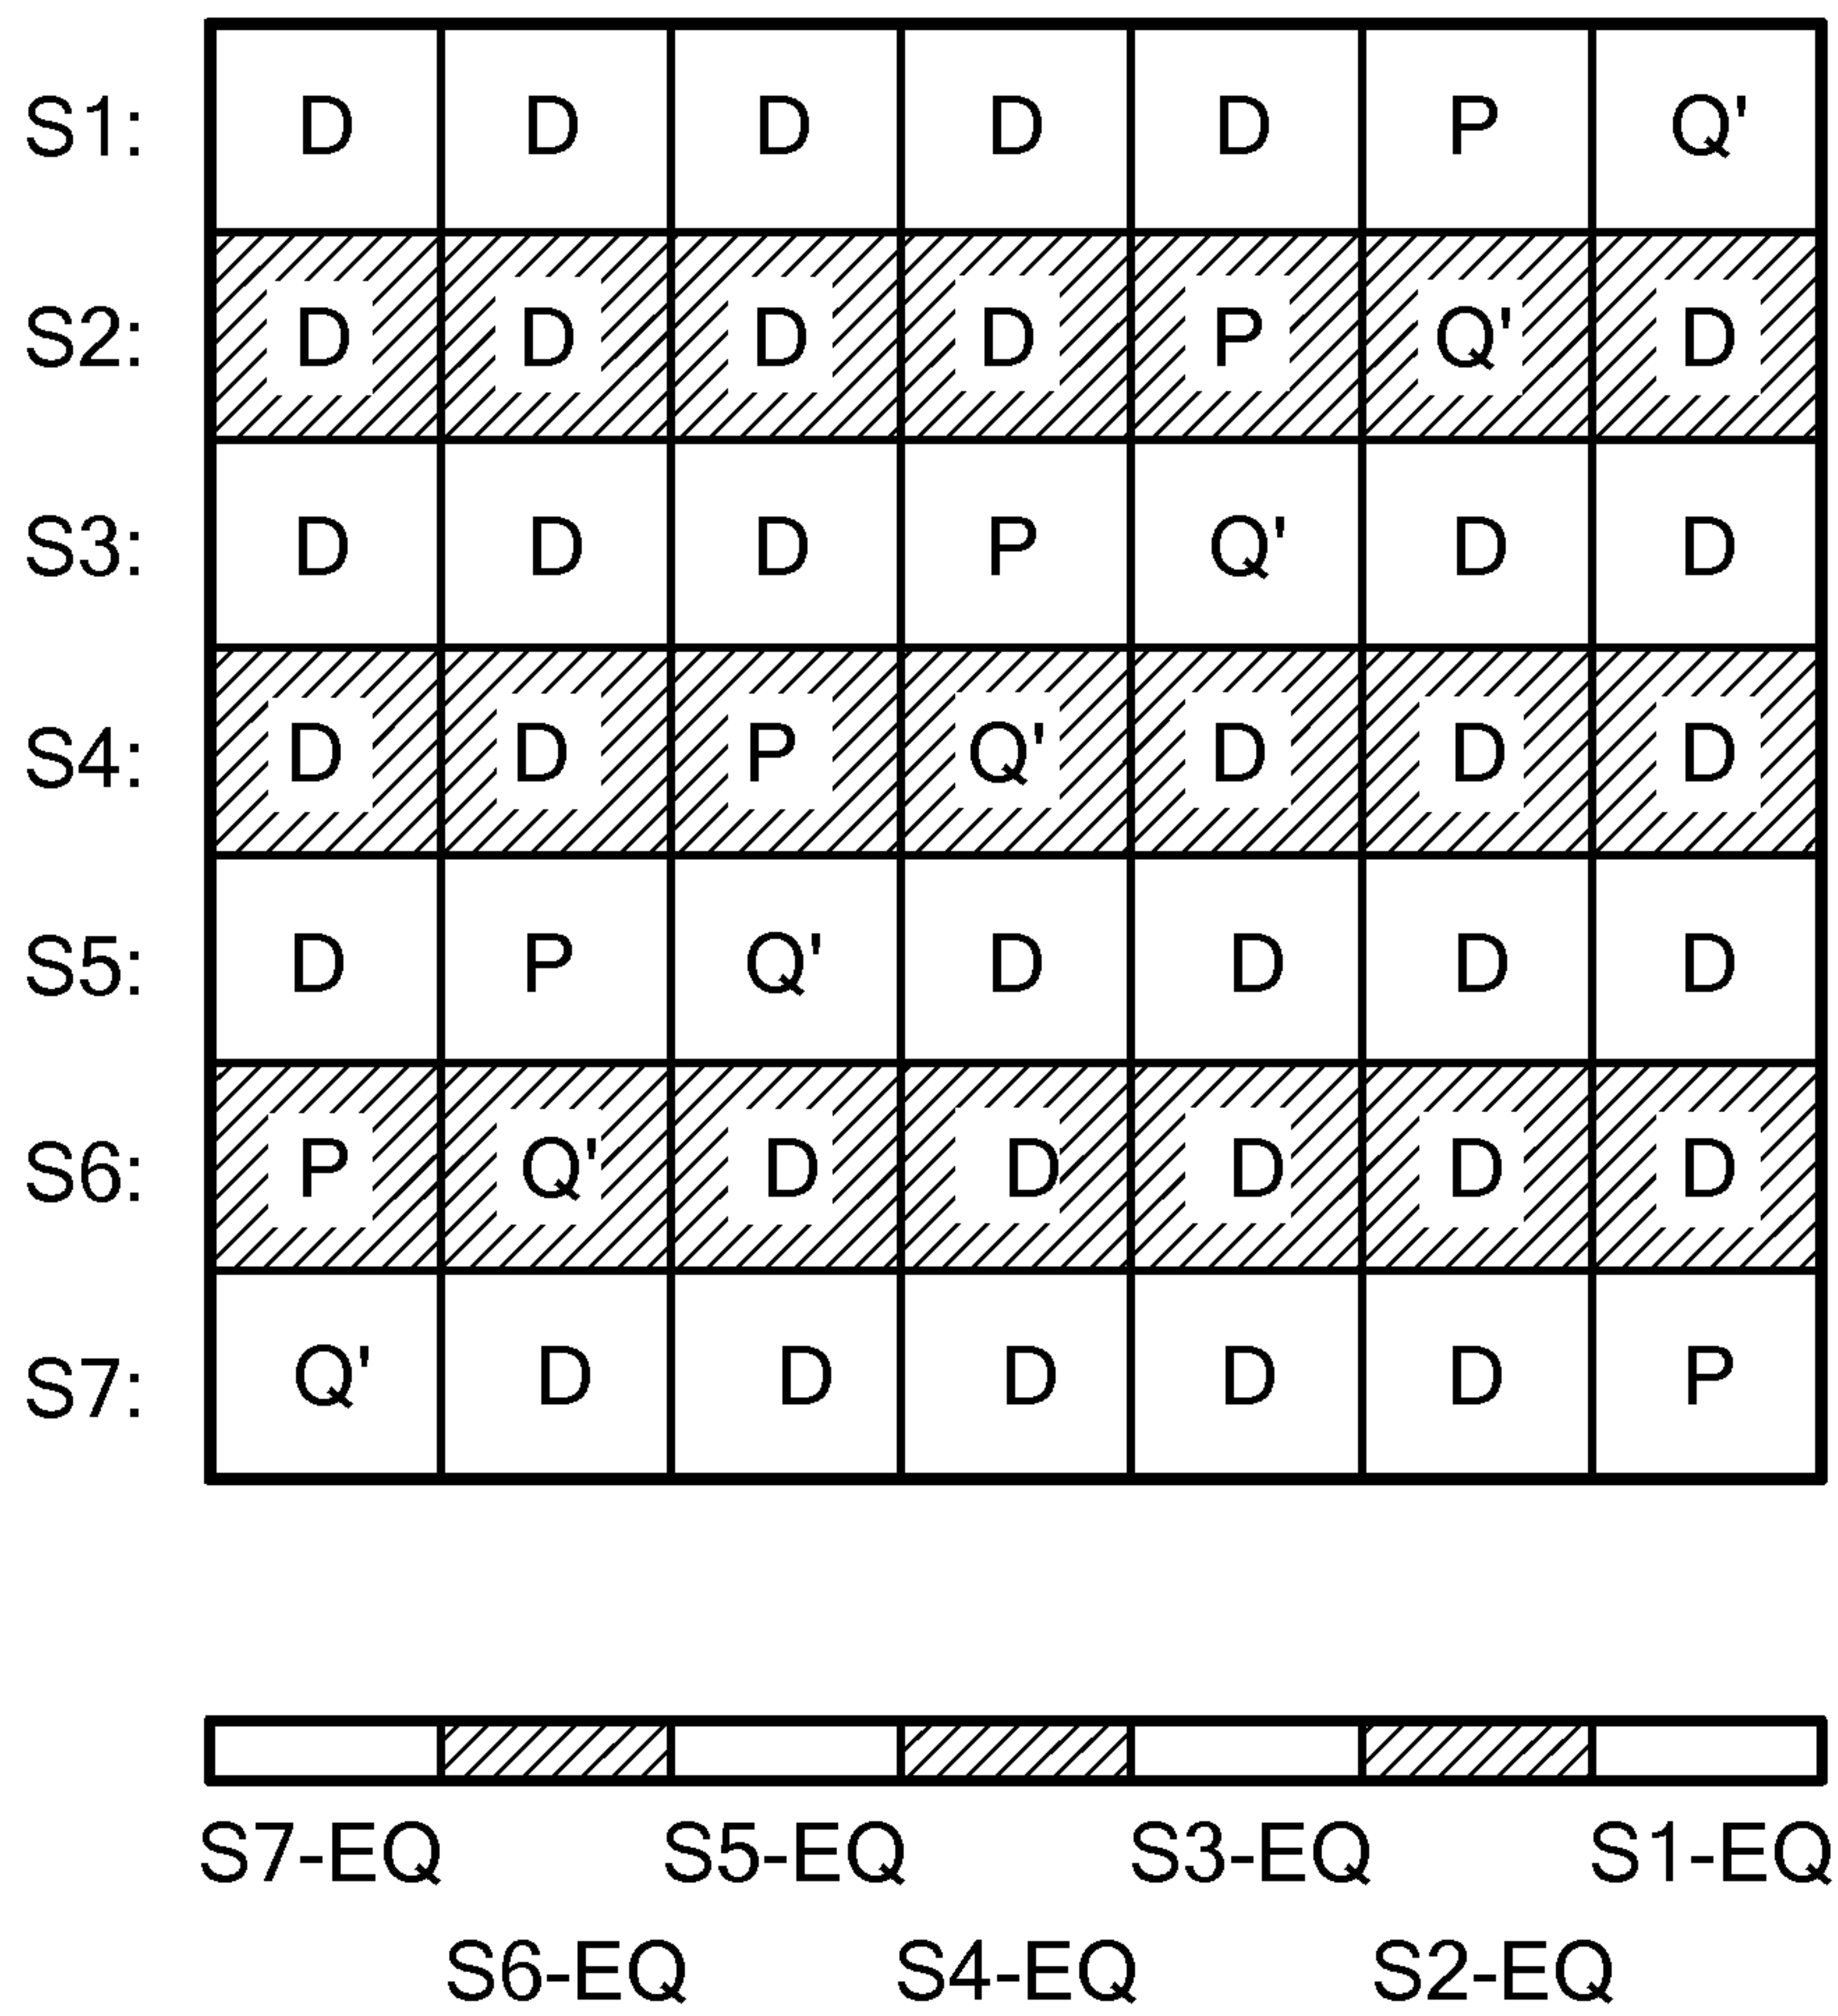 S1: D D D D D P Q'
S2: D D D D P Q' D
S3: D D D P Q' D D
S4: D D P Q' D D D
S5: D P Q' D D D D
S6: P Q' D D D D D
S7: Q' D D D D D P
S7-EQ S5-EQ S3-EQ S1-EQ
S6-EQ S4-EQ S2-EQ